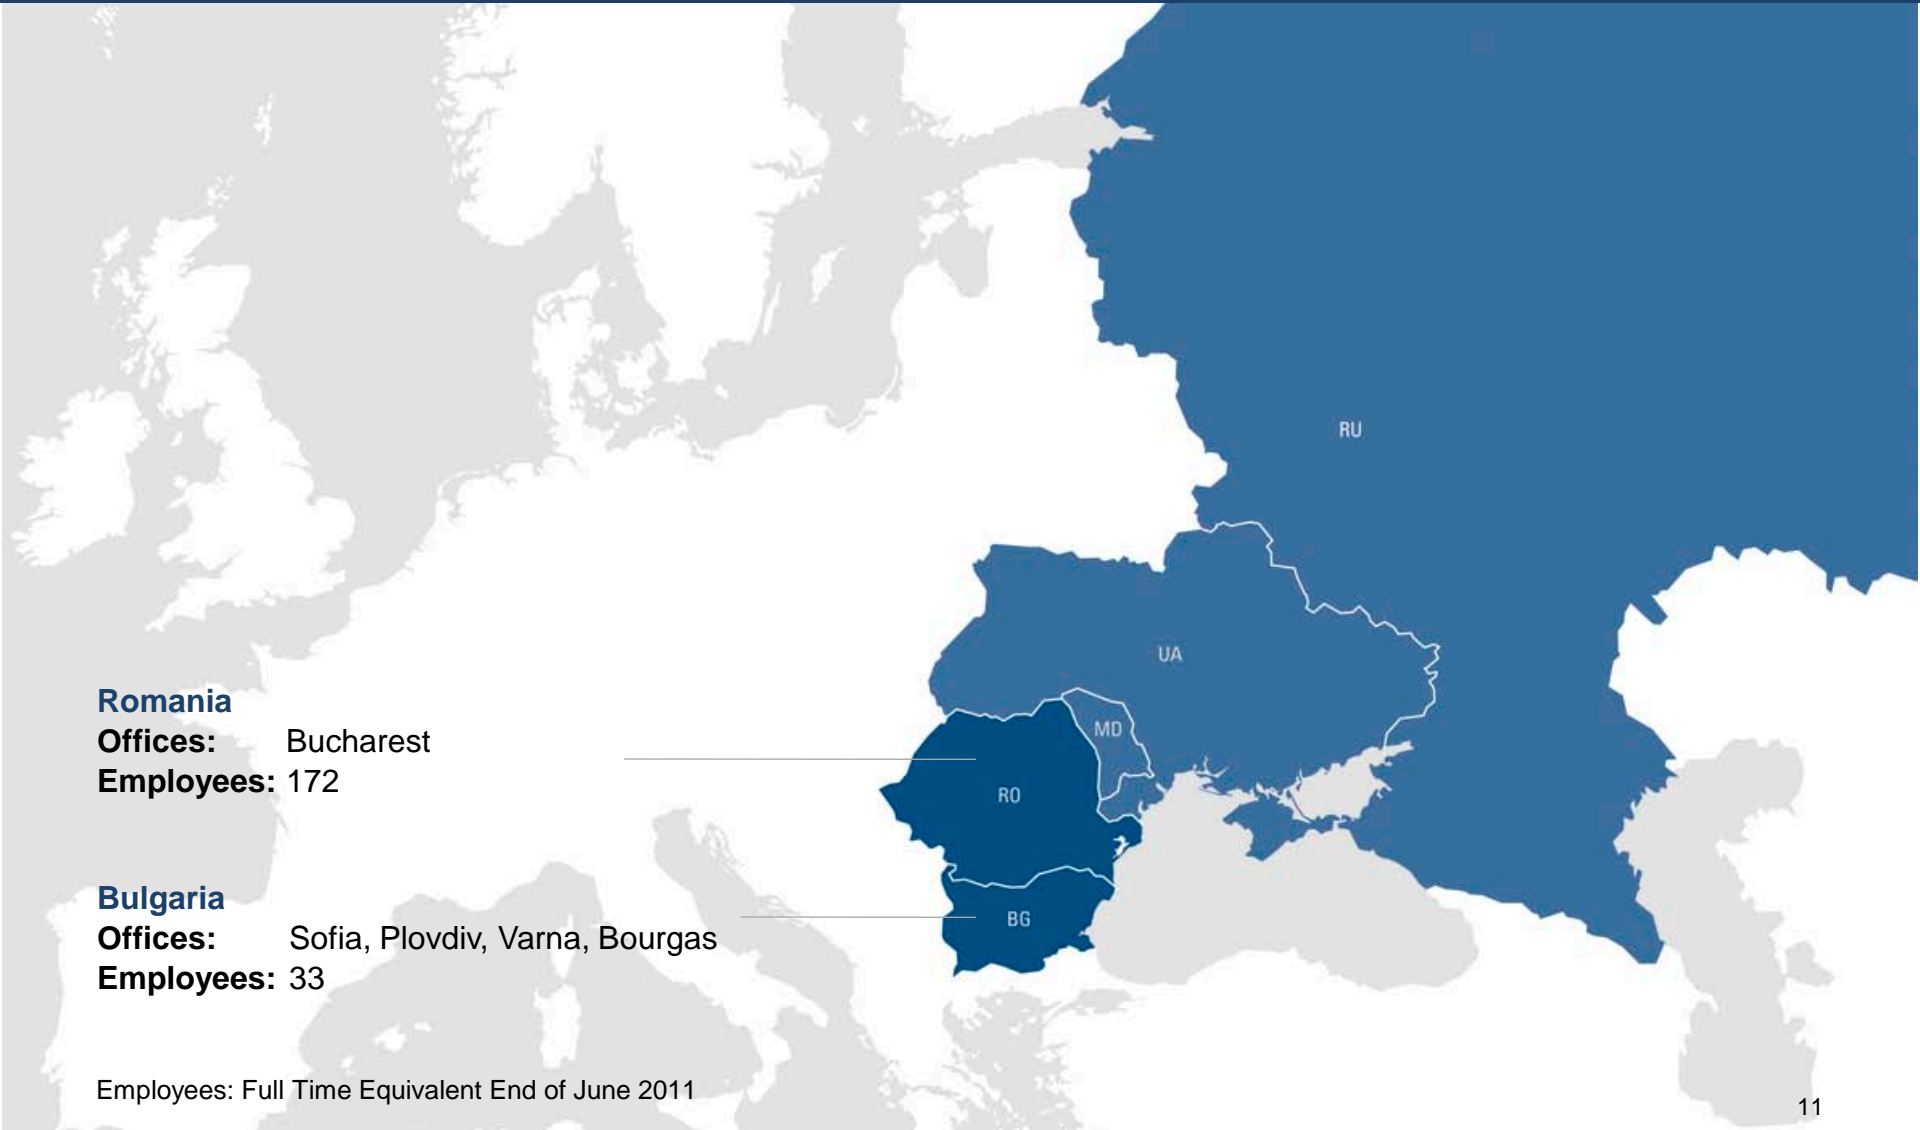 RU
UA
MD
RO
BG
Romania
Offices: Bucharest
Employees: 172
Bulgaria
Offices: Sofia, Plovdiv, Varna, Bourgas
Employees: 33
Employees: Full Time Equivalent End of June 2011
11